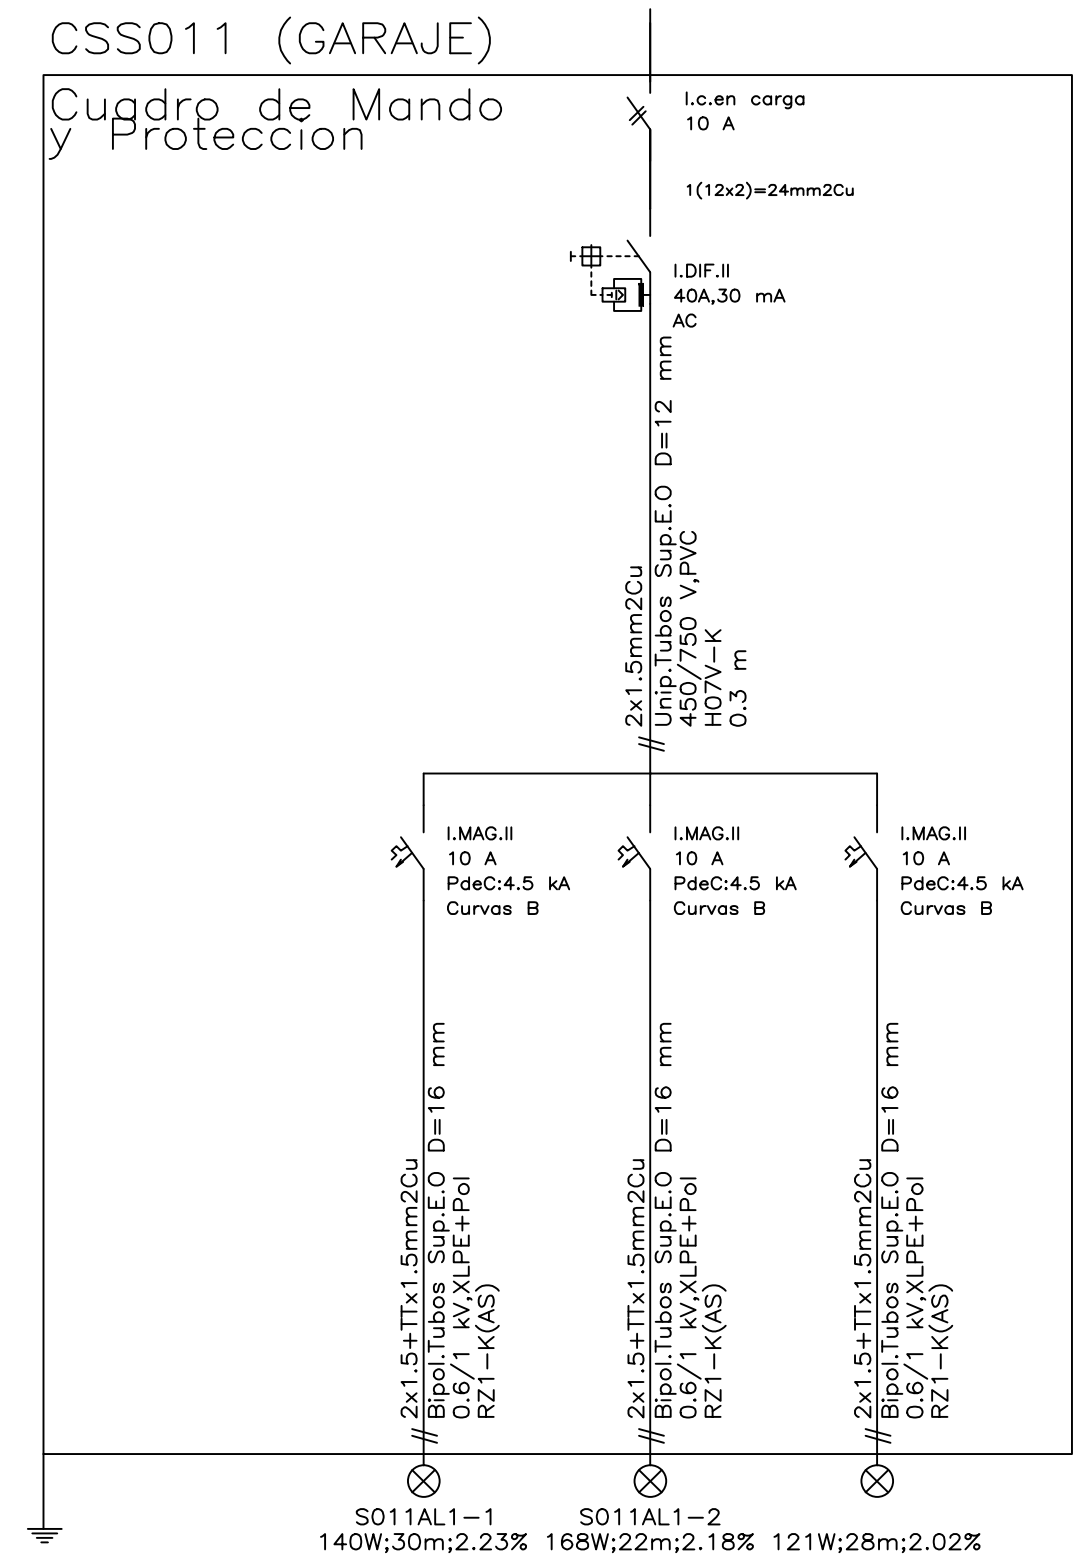 CSS011 (GARAJE)
Cuadro de Mando
y Proteccion
I.c.en carga
10 A
1(12x2)=24mm2Cu
I.DIF.II
40A,30 mA
AC
2x1.5mm2Cu
Unip.Tubos Sup.E.O D=12 mm
450/750 V,PVC
H07V-K
0.3 m
I.MAG.II
10 A
PdeC:4.5 kA
Curvas B
I.MAG.II
10 A
PdeC:4.5 kA
Curvas B
I.MAG.II
10 A
PdeC:4.5 kA
Curvas B
2x1.5+TTx1.5mm2Cu
Bipol.Tubos Sup.E.O D=16 mm
0.6/1 kV,XLPE+Pol
RZ1-K(AS)
2x1.5+TTx1.5mm2Cu
Bipol.Tubos Sup.E.O D=16 mm
0.6/1 kV,XLPE+Pol
RZ1-K(AS)
2x1.5+TTx1.5mm2Cu
Bipol.Tubos Sup.E.O D=16 mm
0.6/1 kV,XLPE+Pol
RZ1-K(AS)
S011AL1-1
140W;30m;2.23%
S011AL1-2
168W;22m;2.18%
121W;28m;2.02%